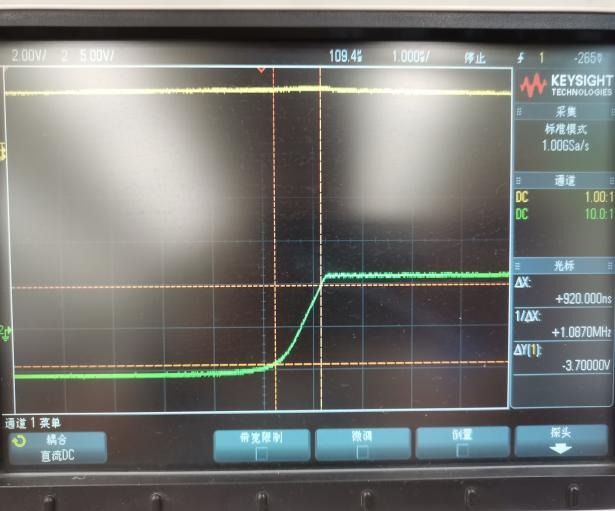 2.00V/ 2 5.00V/ 109.4 1.000 停止 1 -265
KEYSIGHT
TECHNOLOGIES
采集
标准模式
1.00GSa/s
通道
DC 1.00:1
DC 10.0:1
光标
ΔX:
+920.000ns
1/ΔX:
+1.0870MHz
ΔY(1):
-3.70000V
通道 1 菜单
耦合
直流DC
带宽限制
微调
倒置
探头